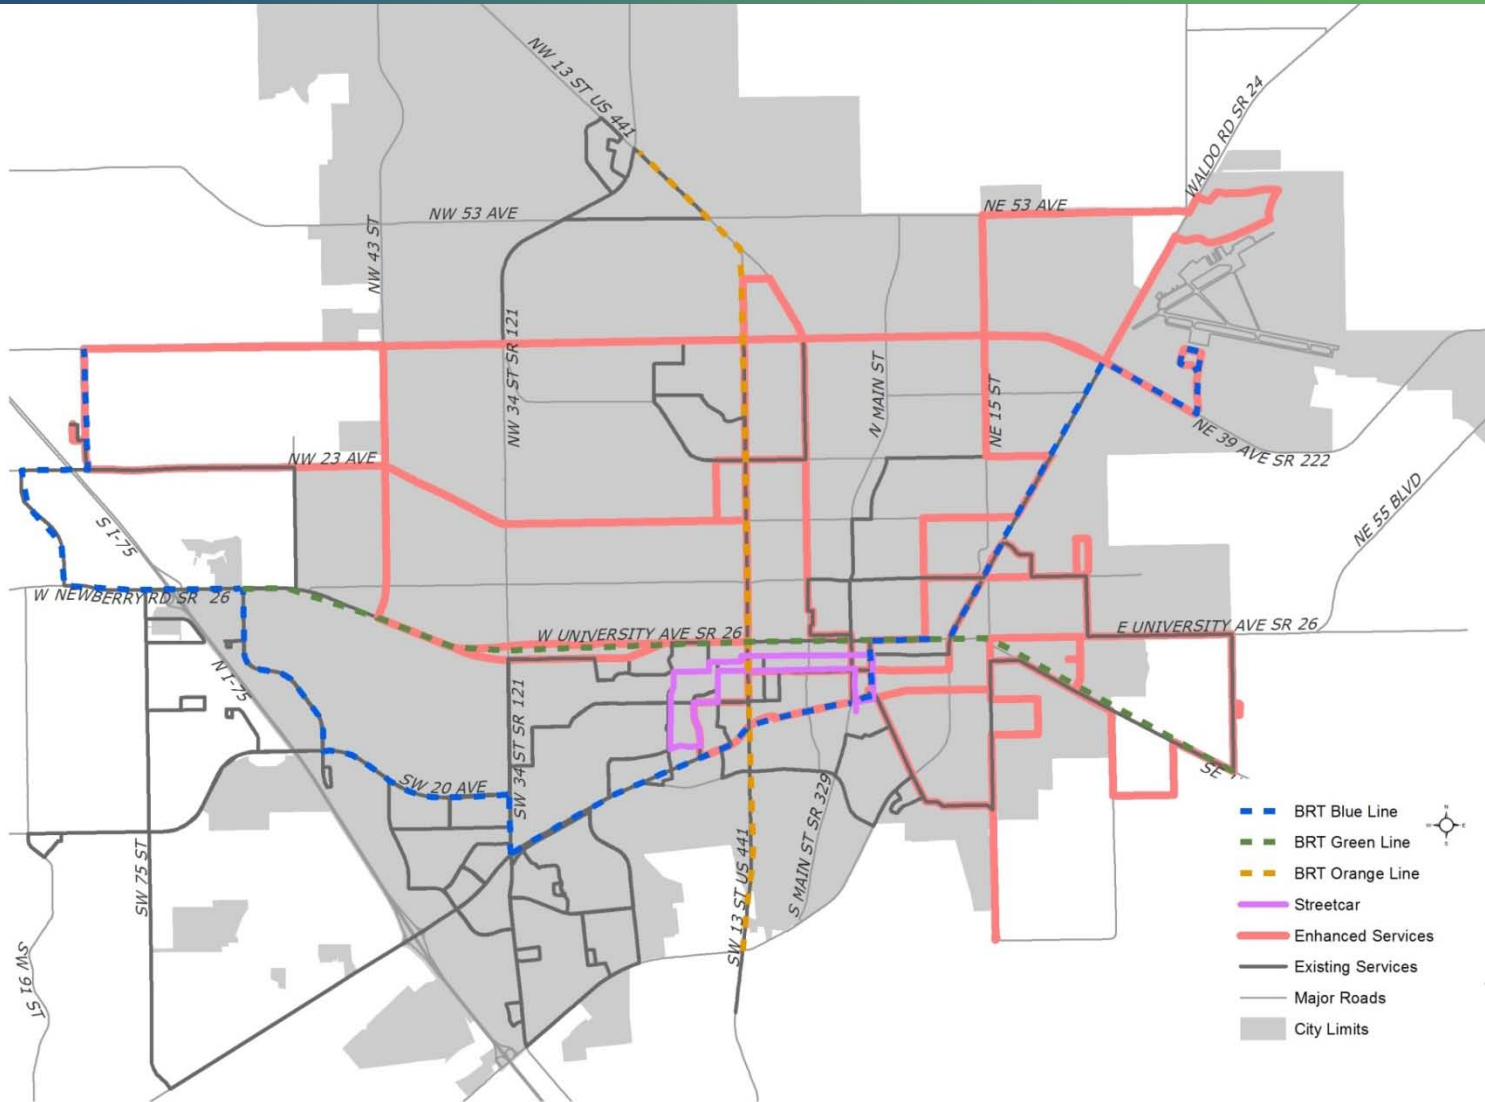 NW 13 ST US 441
WALDO RD SR 24
NW 53 AVE
NE 53 AVE
NW 43 ST
NW 34 ST SR 121
N MAIN ST
NE 15 ST
NE 39 AVE SR 222
NW 23 AVE
NE 55 BLVD
S I-75
W NEWBERRY RD SR 26
W UNIVERSITY AVE SR 26
E UNIVERSITY AVE SR 26
N I-75
SW 34 ST SR 121
SW 20 AVE
SE
S MAIN ST SR 329
SW 13 ST US 441
SW 75 ST
SW 91 ST
BRT Blue Line
BRT Green Line
BRT Orange Line
Streetcar
Enhanced Services
Existing Services
Major Roads
City Limits
N
W
E
S